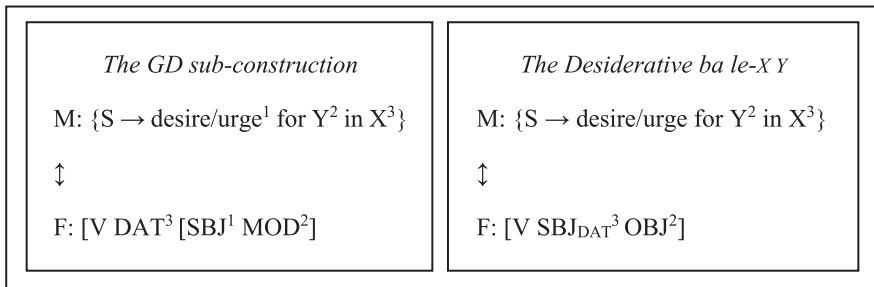 The GD sub-construction
M: {S → desire/urge¹ for Y² in X³}
↕
F: [V DAT³ [SBJ¹ MOD²]
The Desiderative ba le-X Y
M: {S → desire/urge for Y² in X³}
↕
F: [V SBJ_DAT³ OBJ²]